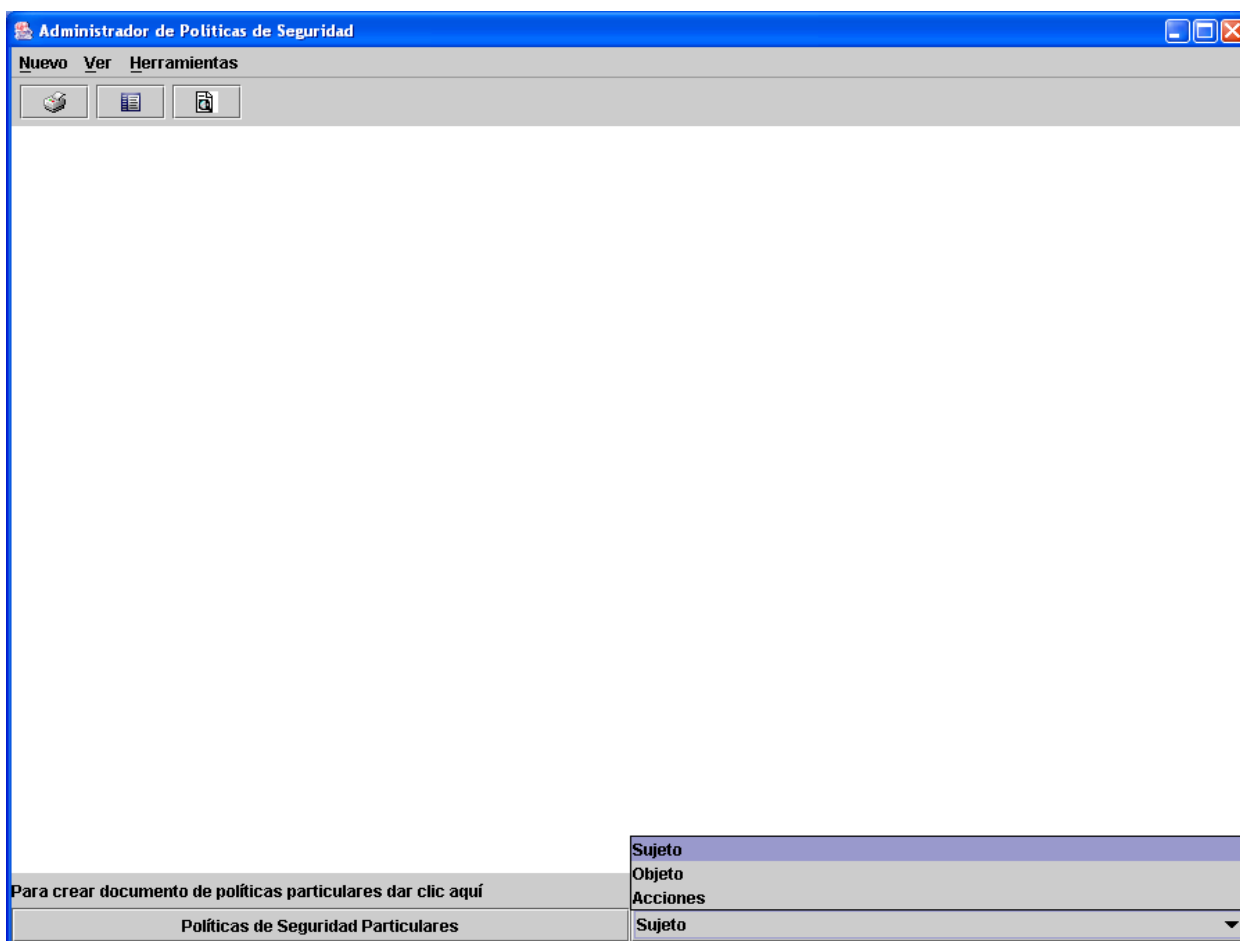 Administrador de Políticas de Seguridad
Nuevo Ver Herramientas
Sujeto
Objeto
Acciones
Para crear documento de políticas particulares dar clic aquí
Políticas de Seguridad Particulares
Sujeto